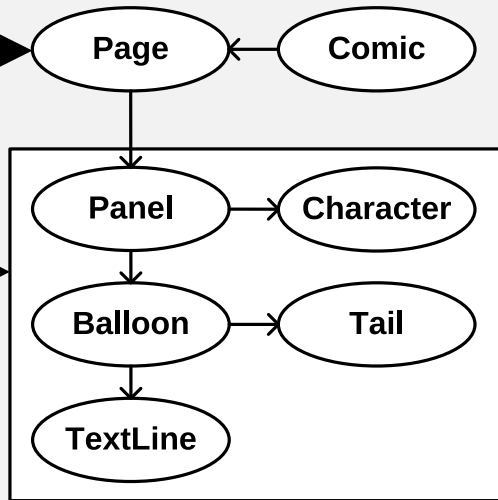 Page
Comic
Panel
Character
Balloon
Tail
TextLine